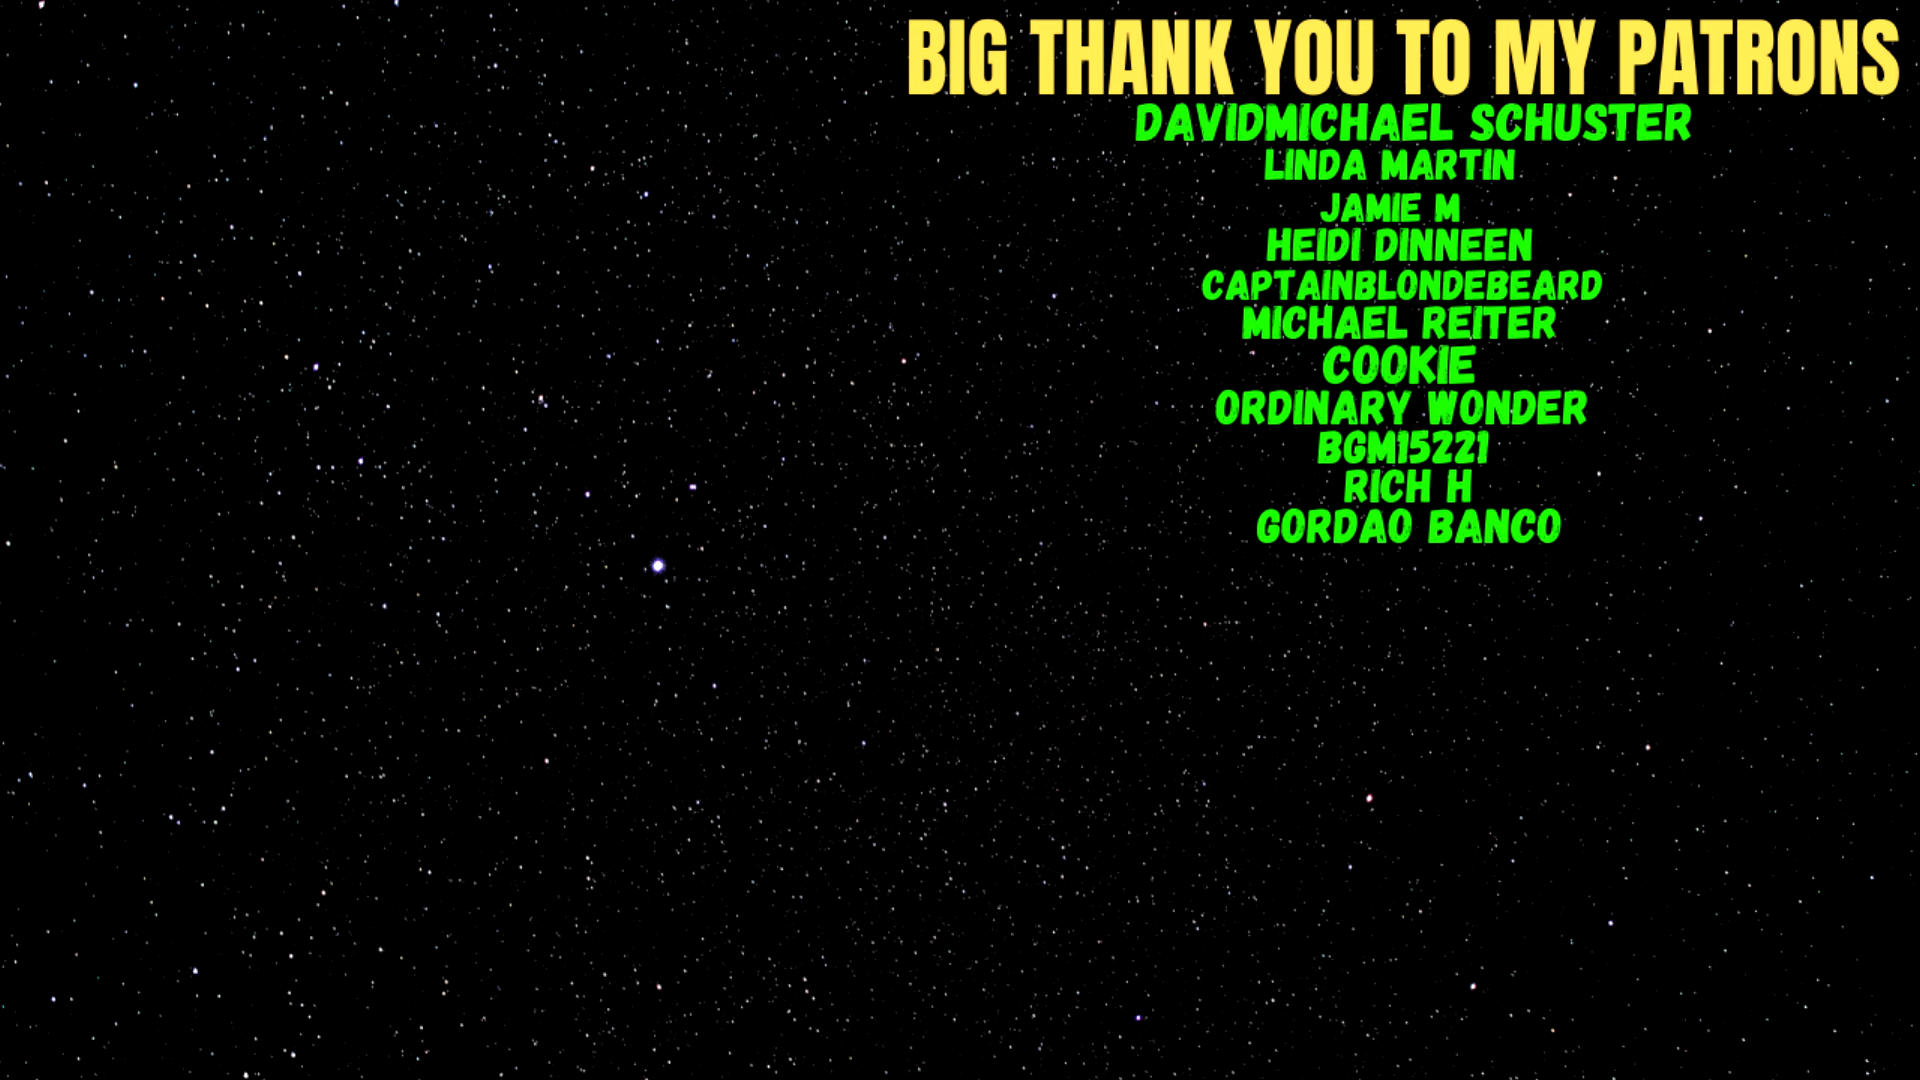 BIG THANK YOU TO MY PATRONS
DAVIDMICHAEL SCHUSTER
LINDA MARTIN
JAMIE M
HEIDI DINNEEN
CAPTAINBLONDEBEARD
MICHAEL REITER
COOKIE
ORDINARY WONDER
BGM15221
RICH H
GORDAO BANCO